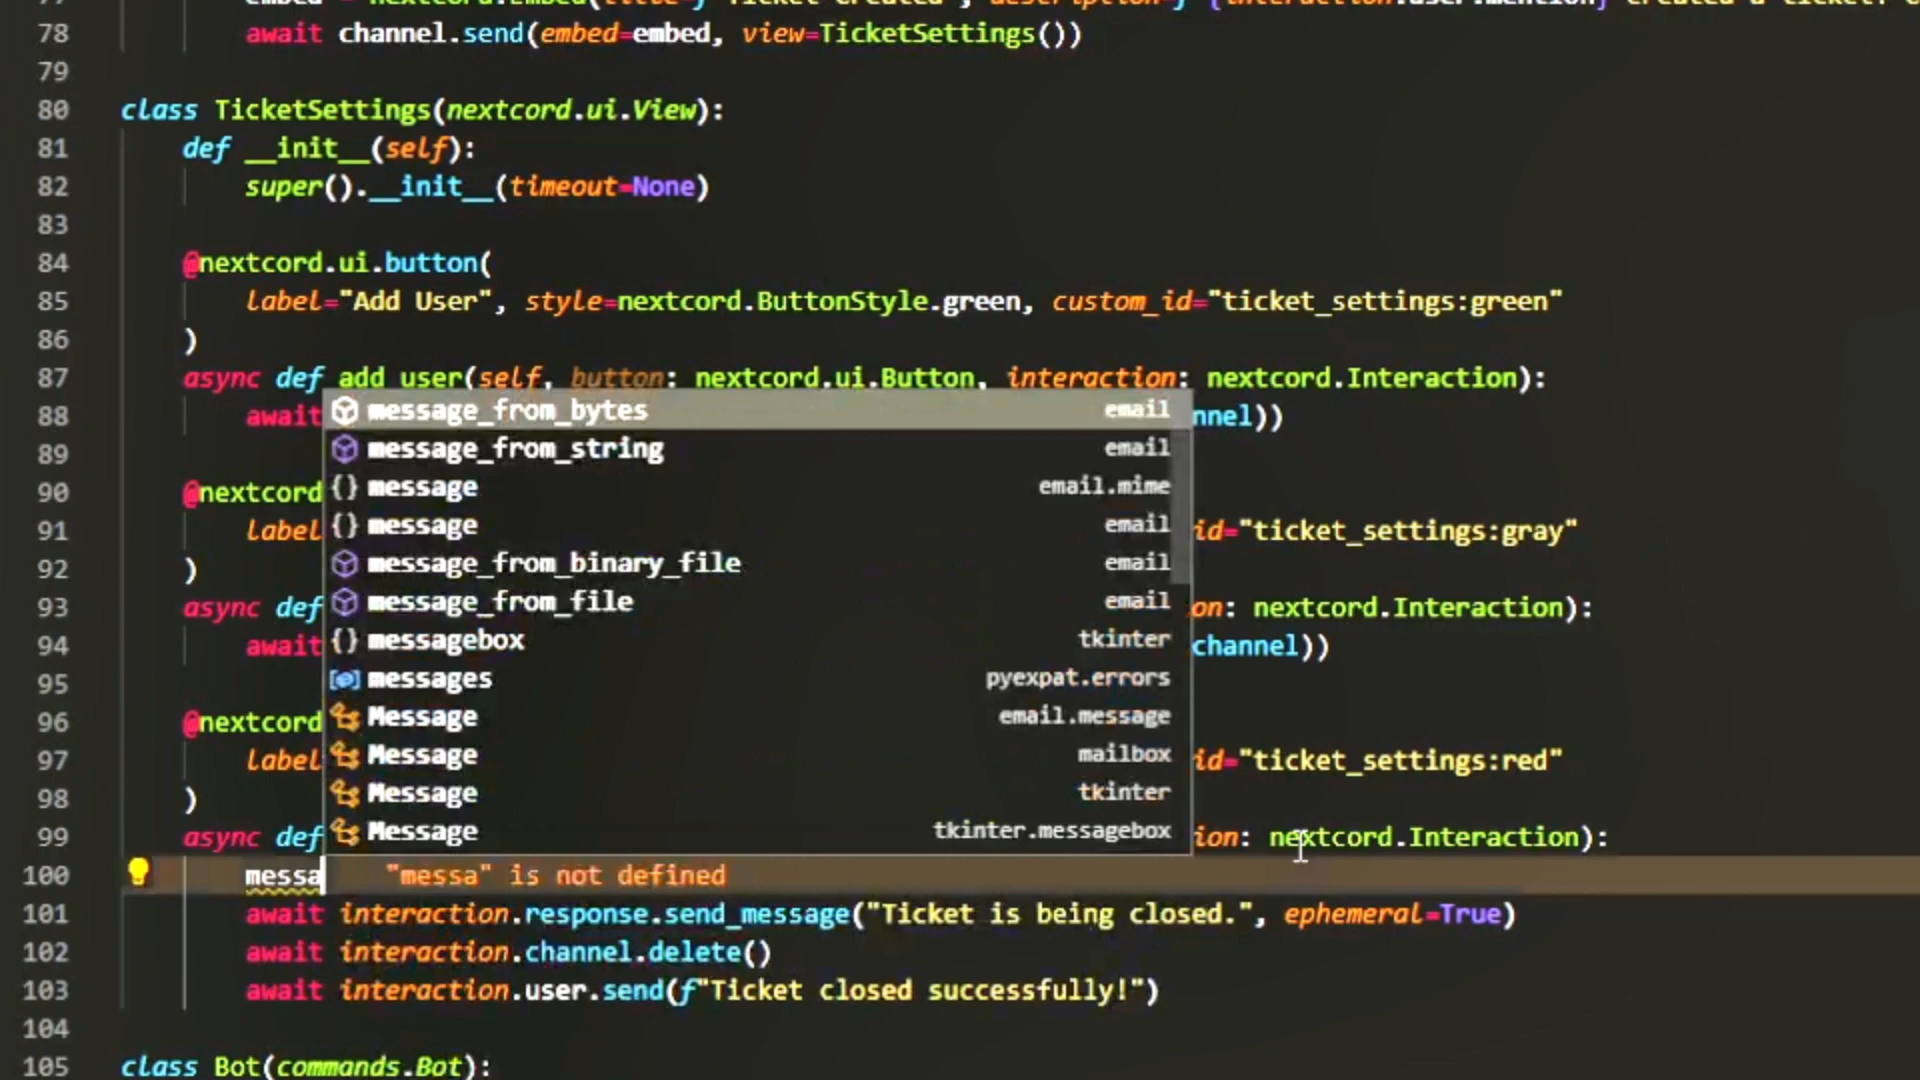 78 await channel.send(embed=embed, view=TicketSettings())
79
80 class TicketSettings(nextcord.ui.View):
81 def __init__(self):
82 super().__init__(timeout=None)
83
84 @nextcord.ui.button(
85 label="Add User", style=nextcord.ButtonStyle.green, custom_id="ticket_settings:green"
86 )
87 async def add_user(self, button: nextcord.ui.Button, interaction: nextcord.Interaction):
88 await nnel))
message_from_bytes email
message_from_string email
89
90 @nextcord
message email.mime
91 label id="ticket_settings:gray"
message email
92 )
message_from_binary_file email
93 async def on: nextcord.Interaction):
message_from_file email
94 await channel))
messagebox tkinter
95
messages pyexpat.errors
96 @nextcord
Message email.message
97 label id="ticket_settings:red"
Message mailbox
98 )
Message tkinter
99 async def ion: nextcord.Interaction):
Message tkinter.messagebox
100 messa "messa" is not defined
101 await interaction.response.send_message("Ticket is being closed.", ephemeral=True)
102 await interaction.channel.delete()
103 await interaction.user.send(f"Ticket closed successfully!")
104
105 class Bot(commands.Bot):